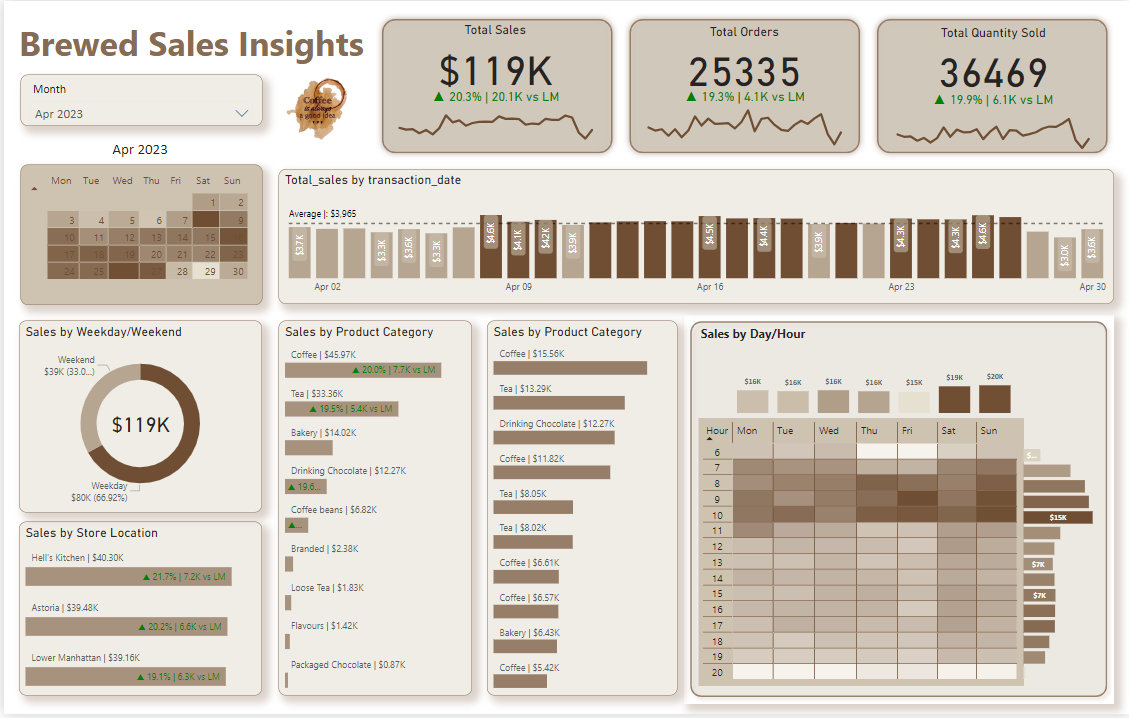 Brewed Sales Insights
Month
Apr 2023
Coffee
is always
a good idea
Total Sales
$119K
▲ 20.3% | 20.1K vs LM
Total Orders
25335
▲ 19.3% | 4.1K vs LM
Total Quantity Sold
36469
▲ 19.9% | 6.1K vs LM
Apr 2023
Mon Tue Wed Thu Fri Sat Sun
1 2
3 4 5 6 7 9
10 11 12 13 14 15
17 18 19 20 21 22 23
24 25 27 28 29 30
Total_sales by transaction_date
Average |: $3,965
$3.7K $3.3K $3.6K $3.3K $4.6K $4.1K $4.2K $3.9K $4.5K $4.4K $3.9K $4.3K $4.3K $4.6K $3.0K $3.6K
Apr 02 Apr 09 Apr 16 Apr 23 Apr 30
Sales by Weekday/Weekend
Weekend
$39K (33.0...)
$119K
Weekday
$80K (66.92%)
Sales by Store Location
Hell's Kitchen | $40.30K
▲ 21.7% | 7.2K vs LM
Astoria | $39.48K
▲ 20.2% | 6.6K vs LM
Lower Manhattan | $39.16K
▲ 19.1% | 6.3K vs LM
Sales by Product Category
Coffee | $45.97K
▲ 20.0% | 7.7K vs LM
Tea | $33.36K
▲ 19.5% | 5.4K vs LM
Bakery | $14.02K
Drinking Chocolate | $12.27K
▲ 19.6...
Coffee beans | $6.82K
▲...
Branded | $2.38K
Loose Tea | $1.83K
Flavours | $1.42K
Packaged Chocolate | $0.87K
Sales by Product Category
Coffee | $15.56K
Tea | $13.29K
Drinking Chocolate | $12.27K
Coffee | $11.82K
Tea | $8.05K
Tea | $8.02K
Coffee | $6.61K
Coffee | $6.57K
Bakery | $6.43K
Coffee | $5.42K
Sales by Day/Hour
$16K $16K $16K $16K $15K $19K $20K
Hour Mon Tue Wed Thu Fri Sat Sun
6 $...
7
8
9
10 $15K
11
12
13 $7K
14
15 $7K
16
17
18
19
20